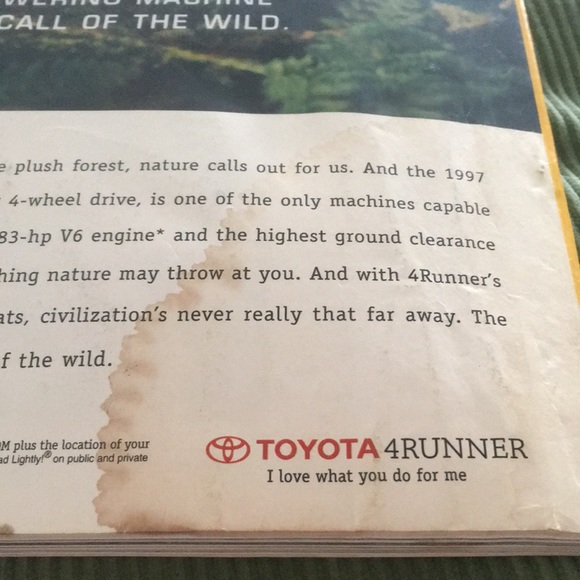 WERING MACHINE
CALL OF THE WILD.
plush forest, nature calls out for us. And the 1997
4-wheel drive, is one of the only machines capable
83-hp V6 engine* and the highest ground clearance
hing nature may throw at you. And with 4Runner's
ats, civilization's never really that far away. The
f the wild.
OM plus the location of your
ad Lightly!® on public and private
TOYOTA 4RUNNER
I love what you do for me